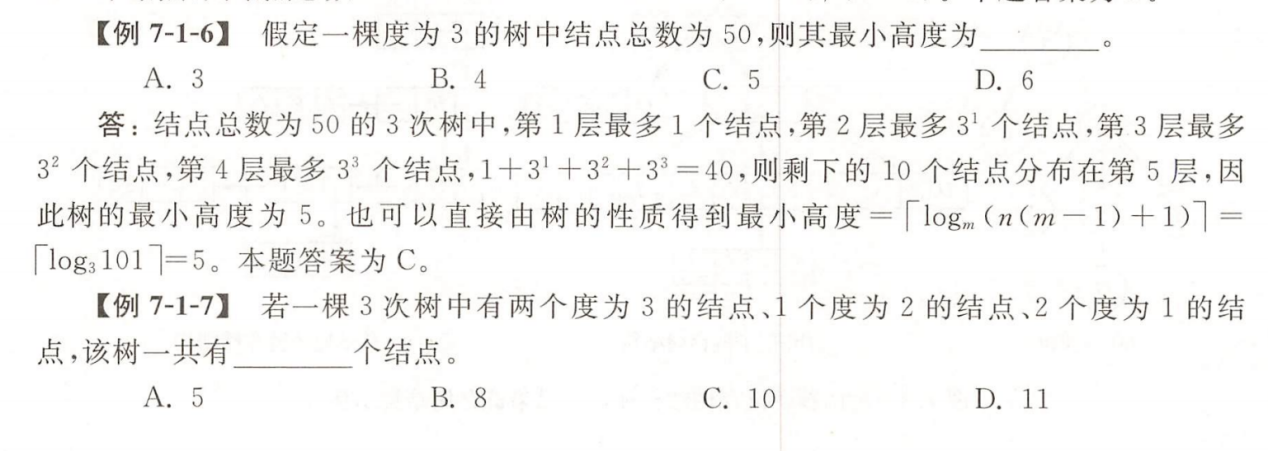 【例 7-1-6】 假定一棵度为 3 的树中结点总数为 50,则其最小高度为________。
A. 3 B. 4 C. 5 D. 6
答:结点总数为 50 的 3 次树中,第 1 层最多 1 个结点,第 2 层最多 3¹ 个结点,第 3 层最多
3² 个结点,第 4 层最多 3³ 个结点,1+3¹+3²+3³=40,则剩下的 10 个结点分布在第 5 层,因
此树的最小高度为 5。也可以直接由树的性质得到最小高度=⌈logₘ(n(m-1)+1)⌉=
⌈log₃101⌉=5。本题答案为 C。
【例 7-1-7】 若一棵 3 次树中有两个度为 3 的结点、1 个度为 2 的结点、2 个度为 1 的结
点,该树一共有________个结点。
A. 5 B. 8 C. 10 D. 11